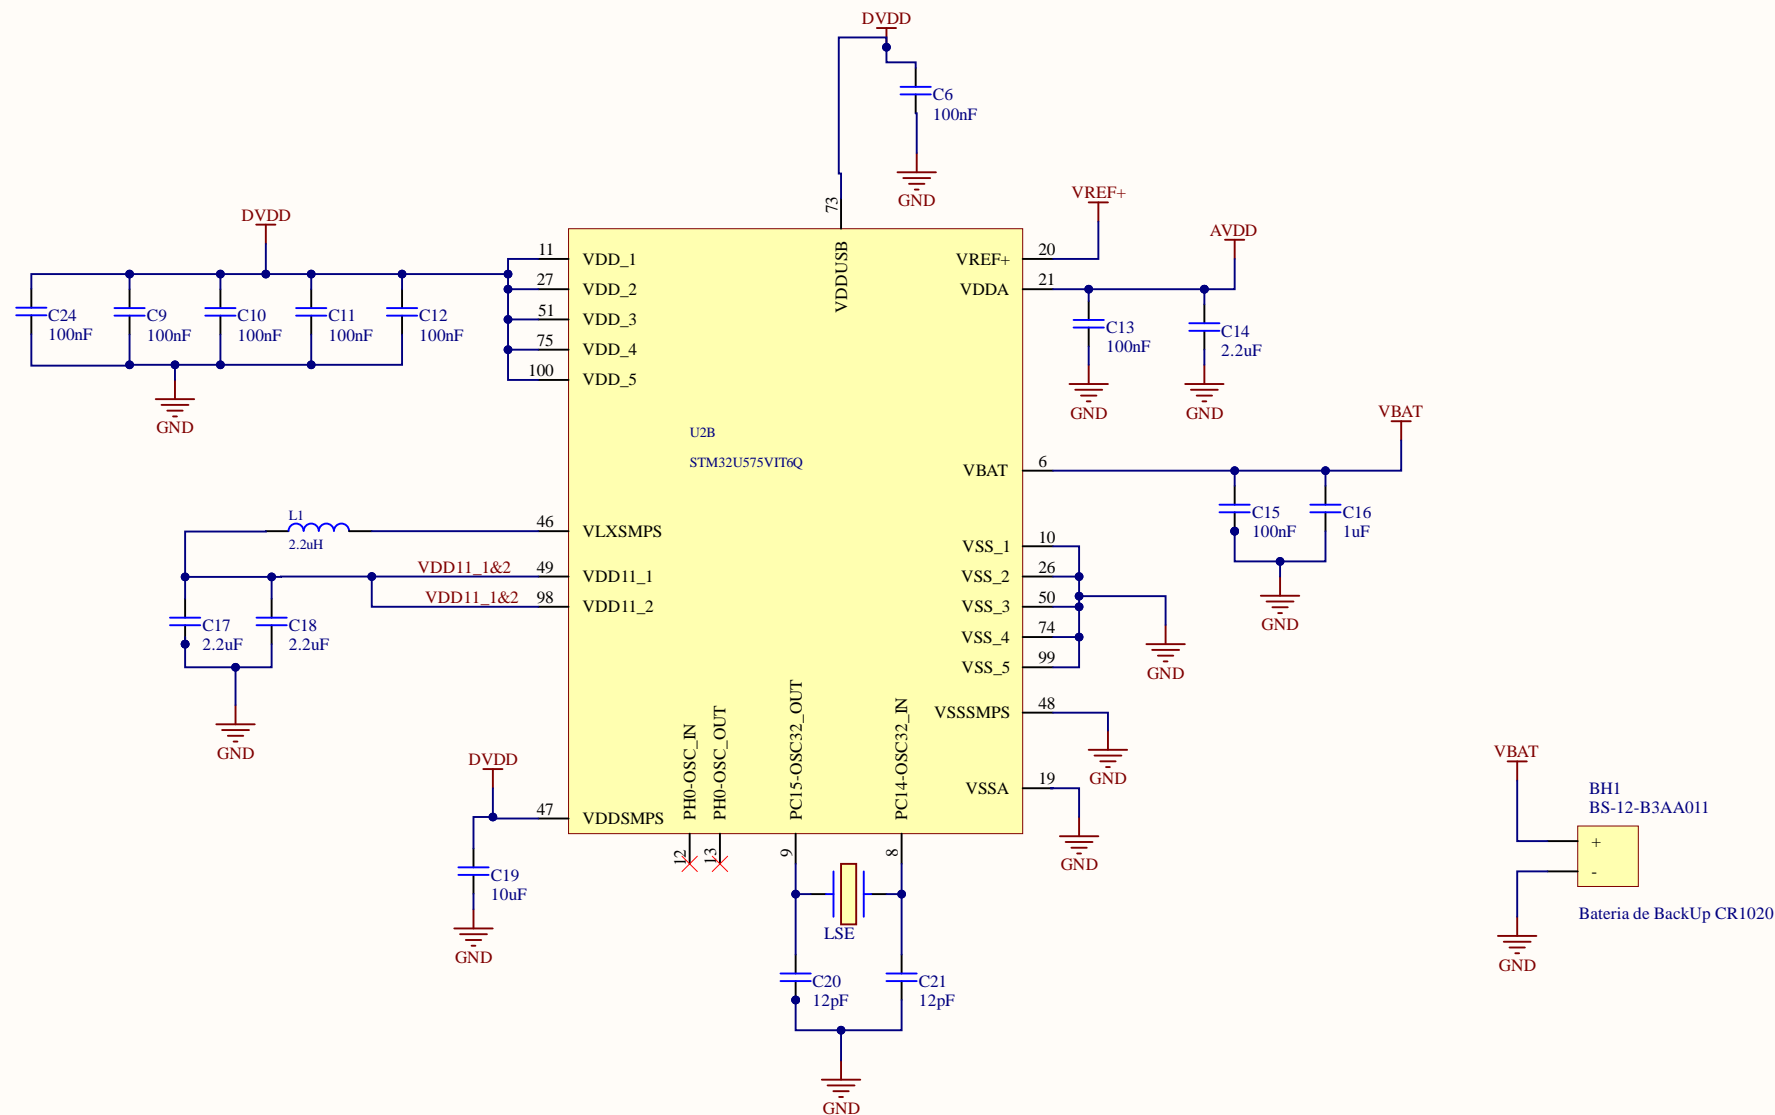 DVDD
C6
100nF
GND
73
VDDUSB
DVDD
C24
100nF
C9
100nF
C10
100nF
C11
100nF
C12
100nF
GND
11
VDD_1
27
VDD_2
51
VDD_3
75
VDD_4
100
VDD_5
VREF+
20
VREF+
AVDD
21
VDDA
C13
100nF
GND
C14
2.2uF
GND
U2B
STM32U575VIT6Q
VBAT
6
VBAT
C15
100nF
C16
1uF
GND
L1
2.2uH
46
VLXSMPS
VDD11_1&2
49
VDD11_1
VDD11_1&2
98
VDD11_2
C17
2.2uF
C18
2.2uF
GND
VSS_1
10
VSS_2
26
VSS_3
50
VSS_4
74
VSS_5
99
GND
VSSSMPS
48
GND
VSSA
19
GND
DVDD
47
VDDSMPS
C19
10uF
GND
PH0-OSC_IN
12
PH0-OSC_OUT
13
PC15-OSC32_OUT
9
PC14-OSC32_IN
8
LSE
C20
12pF
C21
12pF
GND
VBAT
BH1
BS-12-B3AA011
+
-
Bateria de BackUp CR1020
GND